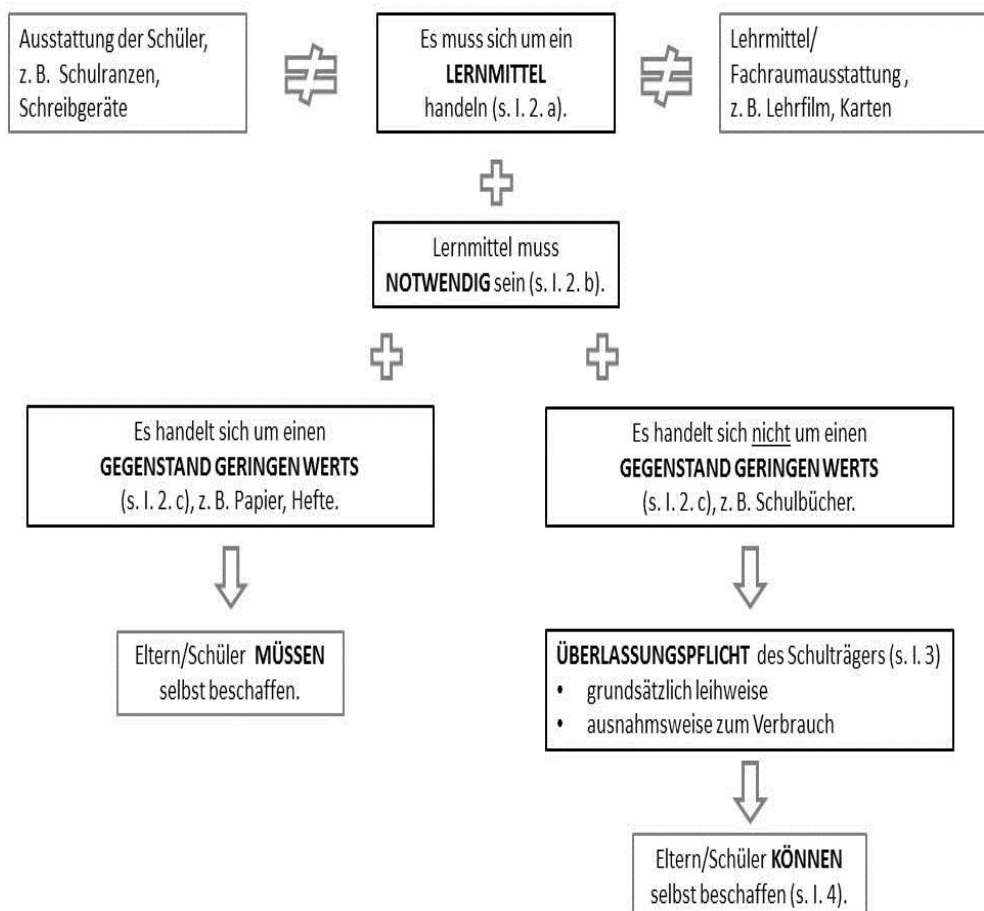 Ausstattung der Schüler,
z. B. Schulranzen,
Schreibgeräte
Es muss sich um ein
LERNMITTEL
handeln (s. I. 2. a).
Lehrmittel/
Fachraumausstattung ,
z. B. Lehrfilm, Karten
Lernmittel muss
NOTWENDIG sein (s. I. 2. b).
Es handelt sich um einen
GEGENSTAND GERINGEN WERTS
(s. I. 2. c), z. B. Papier, Hefte.
Es handelt sich nicht um einen
GEGENSTAND GERINGEN WERTS
(s. I. 2. c), z. B. Schulbücher.
Eltern/Schüler MÜSSEN
selbst beschaffen.
ÜBERLASSUNGSPFLICHT des Schulträgers (s. I. 3)
• grundsätzlich leihweise
• ausnahmsweise zum Verbrauch
Eltern/Schüler KÖNNEN
selbst beschaffen (s. I. 4).